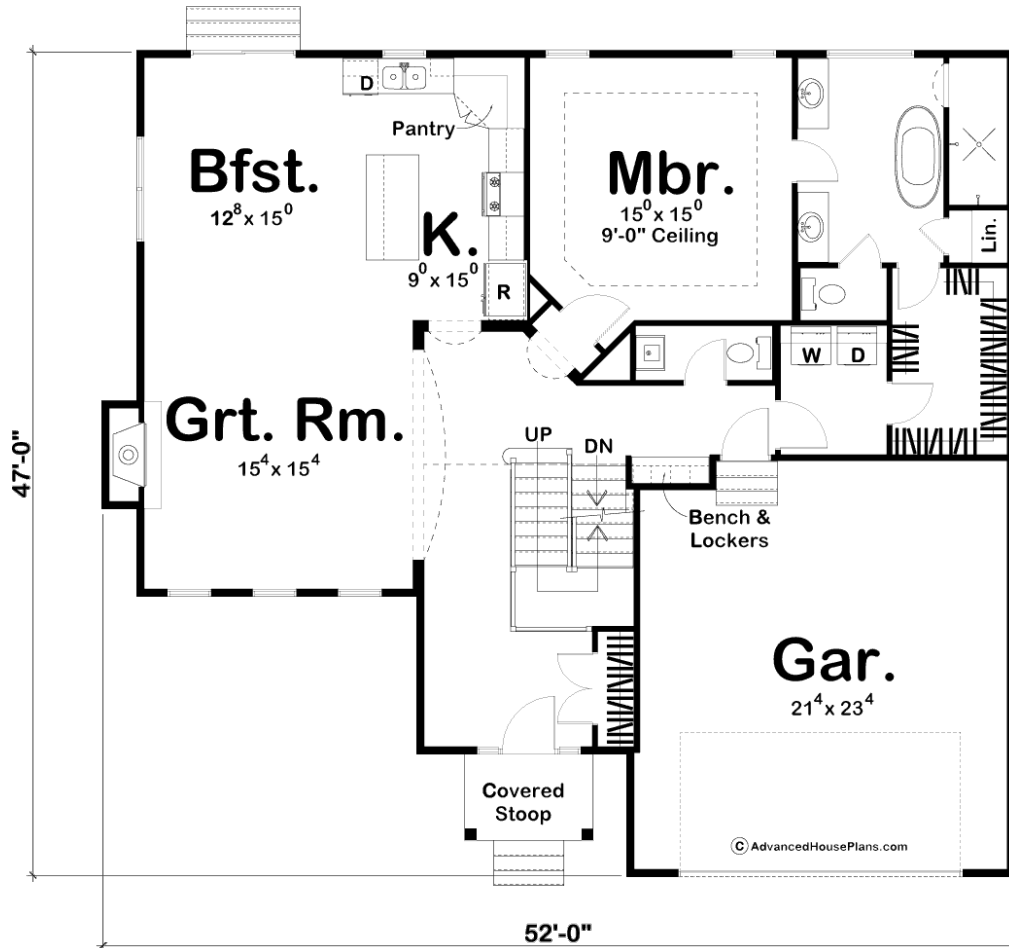 D
Pantry
Bfst.
12⁸ x 15⁰
K.
9⁰ x 15⁰
R
Mbr.
15⁰ x 15⁰
9'-0" Ceiling
Lin.
W
D
Grt. Rm.
15⁴ x 15⁴
47'-0"
UP
DN
Bench &
Lockers
Gar.
21⁴ x 23⁴
Covered
Stoop
© AdvancedHousePlans.com
52'-0"